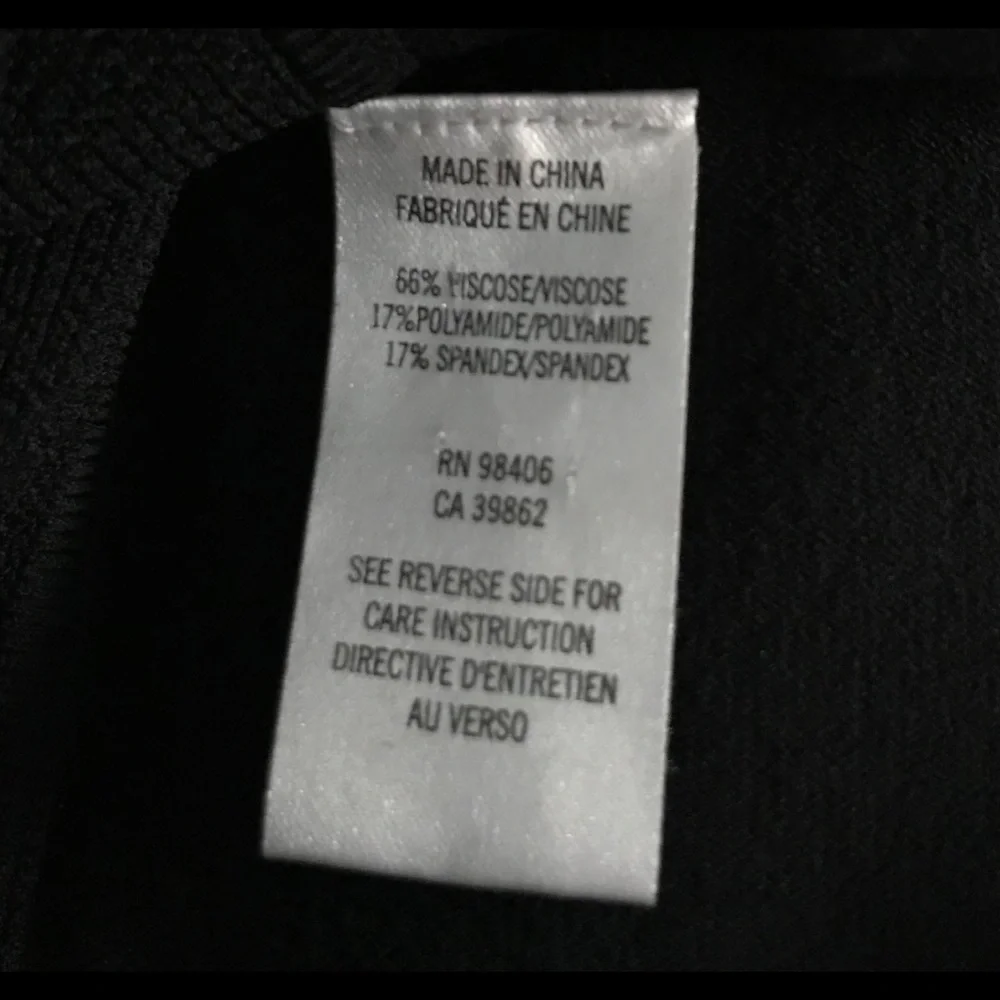 MADE IN CHINA
FABRIQUÉ EN CHINE
66% VISCOSE/VISCOSE
17%POLYAMIDE/POLYAMIDE
17% SPANDEX/SPANDEX
RN 98406
CA 39862
SEE REVERSE SIDE FOR
CARE INSTRUCTION
DIRECTIVE D'ENTRETIEN
AU VERSO